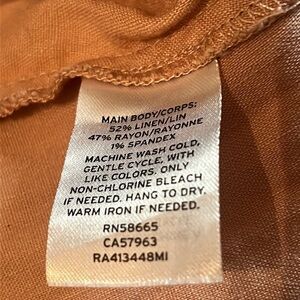 MAIN BODY/CORPS:
52% LINEN/LIN
47% RAYON/RAYONNE
1% SPANDEX
MACHINE WASH COLD,
GENTLE CYCLE, WITH
LIKE COLORS. ONLY
NON-CHLORINE BLEACH
IF NEEDED. HANG TO DRY.
WARM IRON IF NEEDED.
RN58665
CA57963
RA413448MI